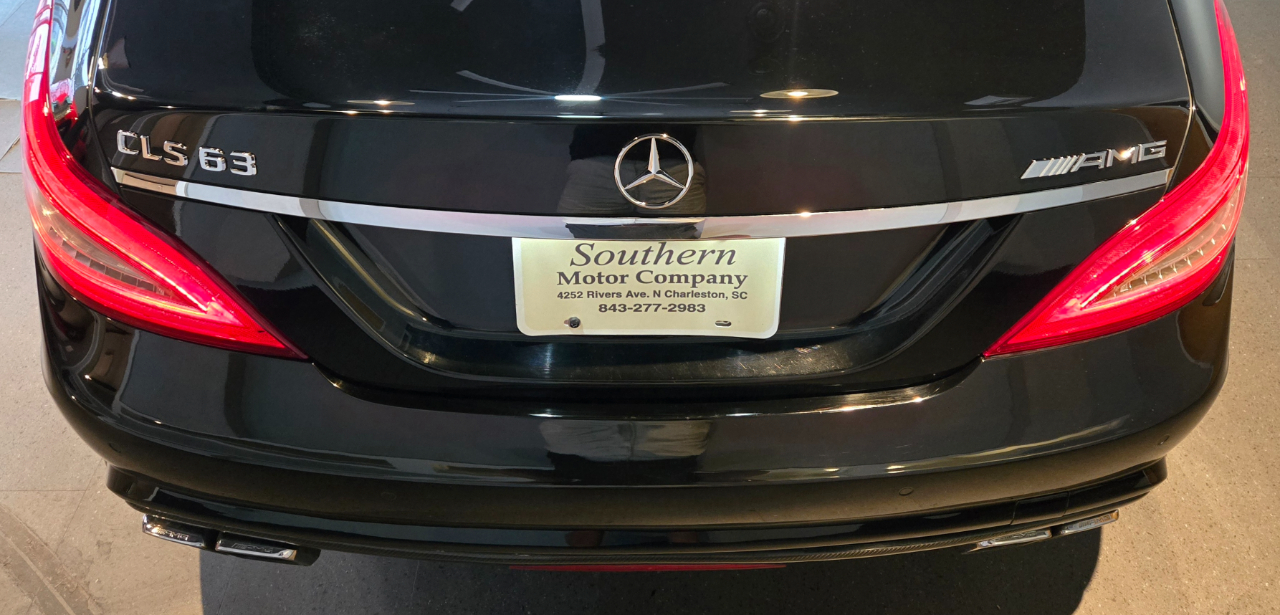 CLS 63
AMG
Southern
Motor Company
4252 Rivers Ave. N Charleston, SC
843-277-2983